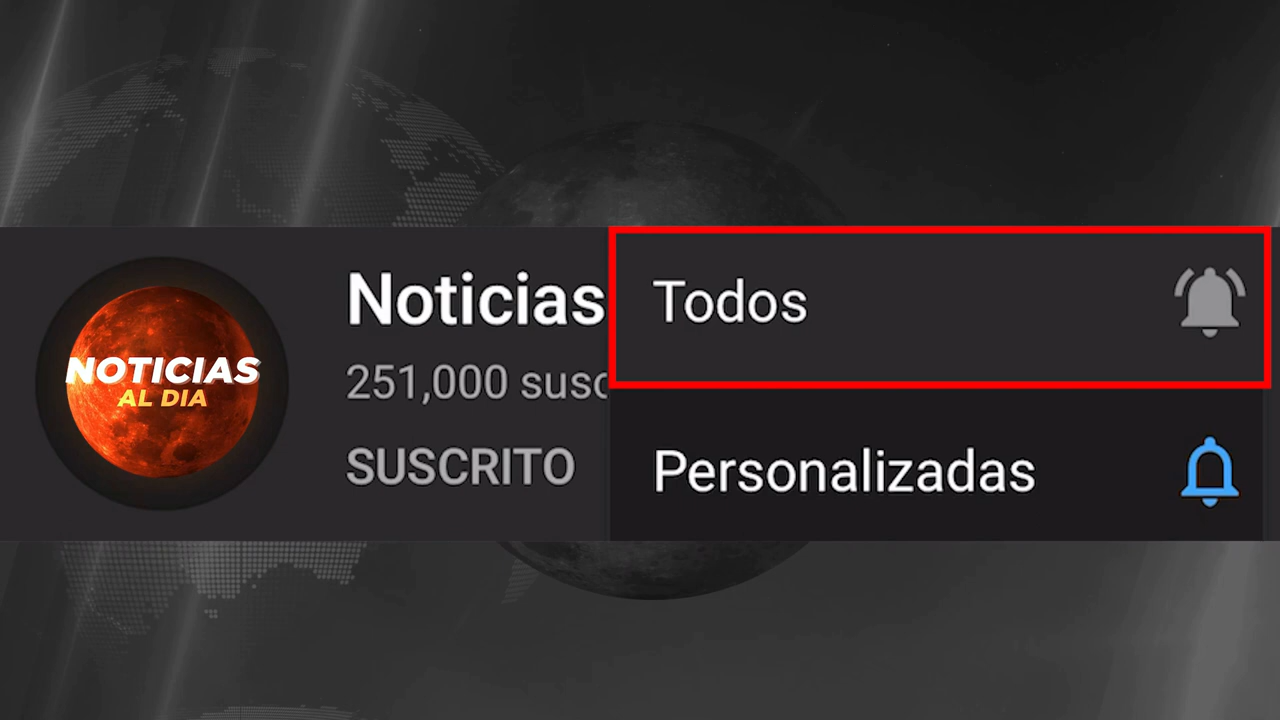 NOTICIAS
AL DIA
Noticias
251,000 susc
SUSCRITO
Todos
Personalizadas